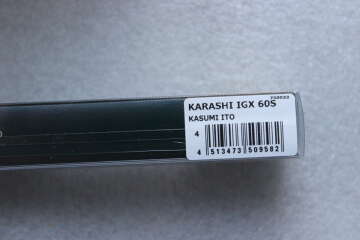 KARASHI IGX 60S
KASUMI ITO
4
4 513473 509582